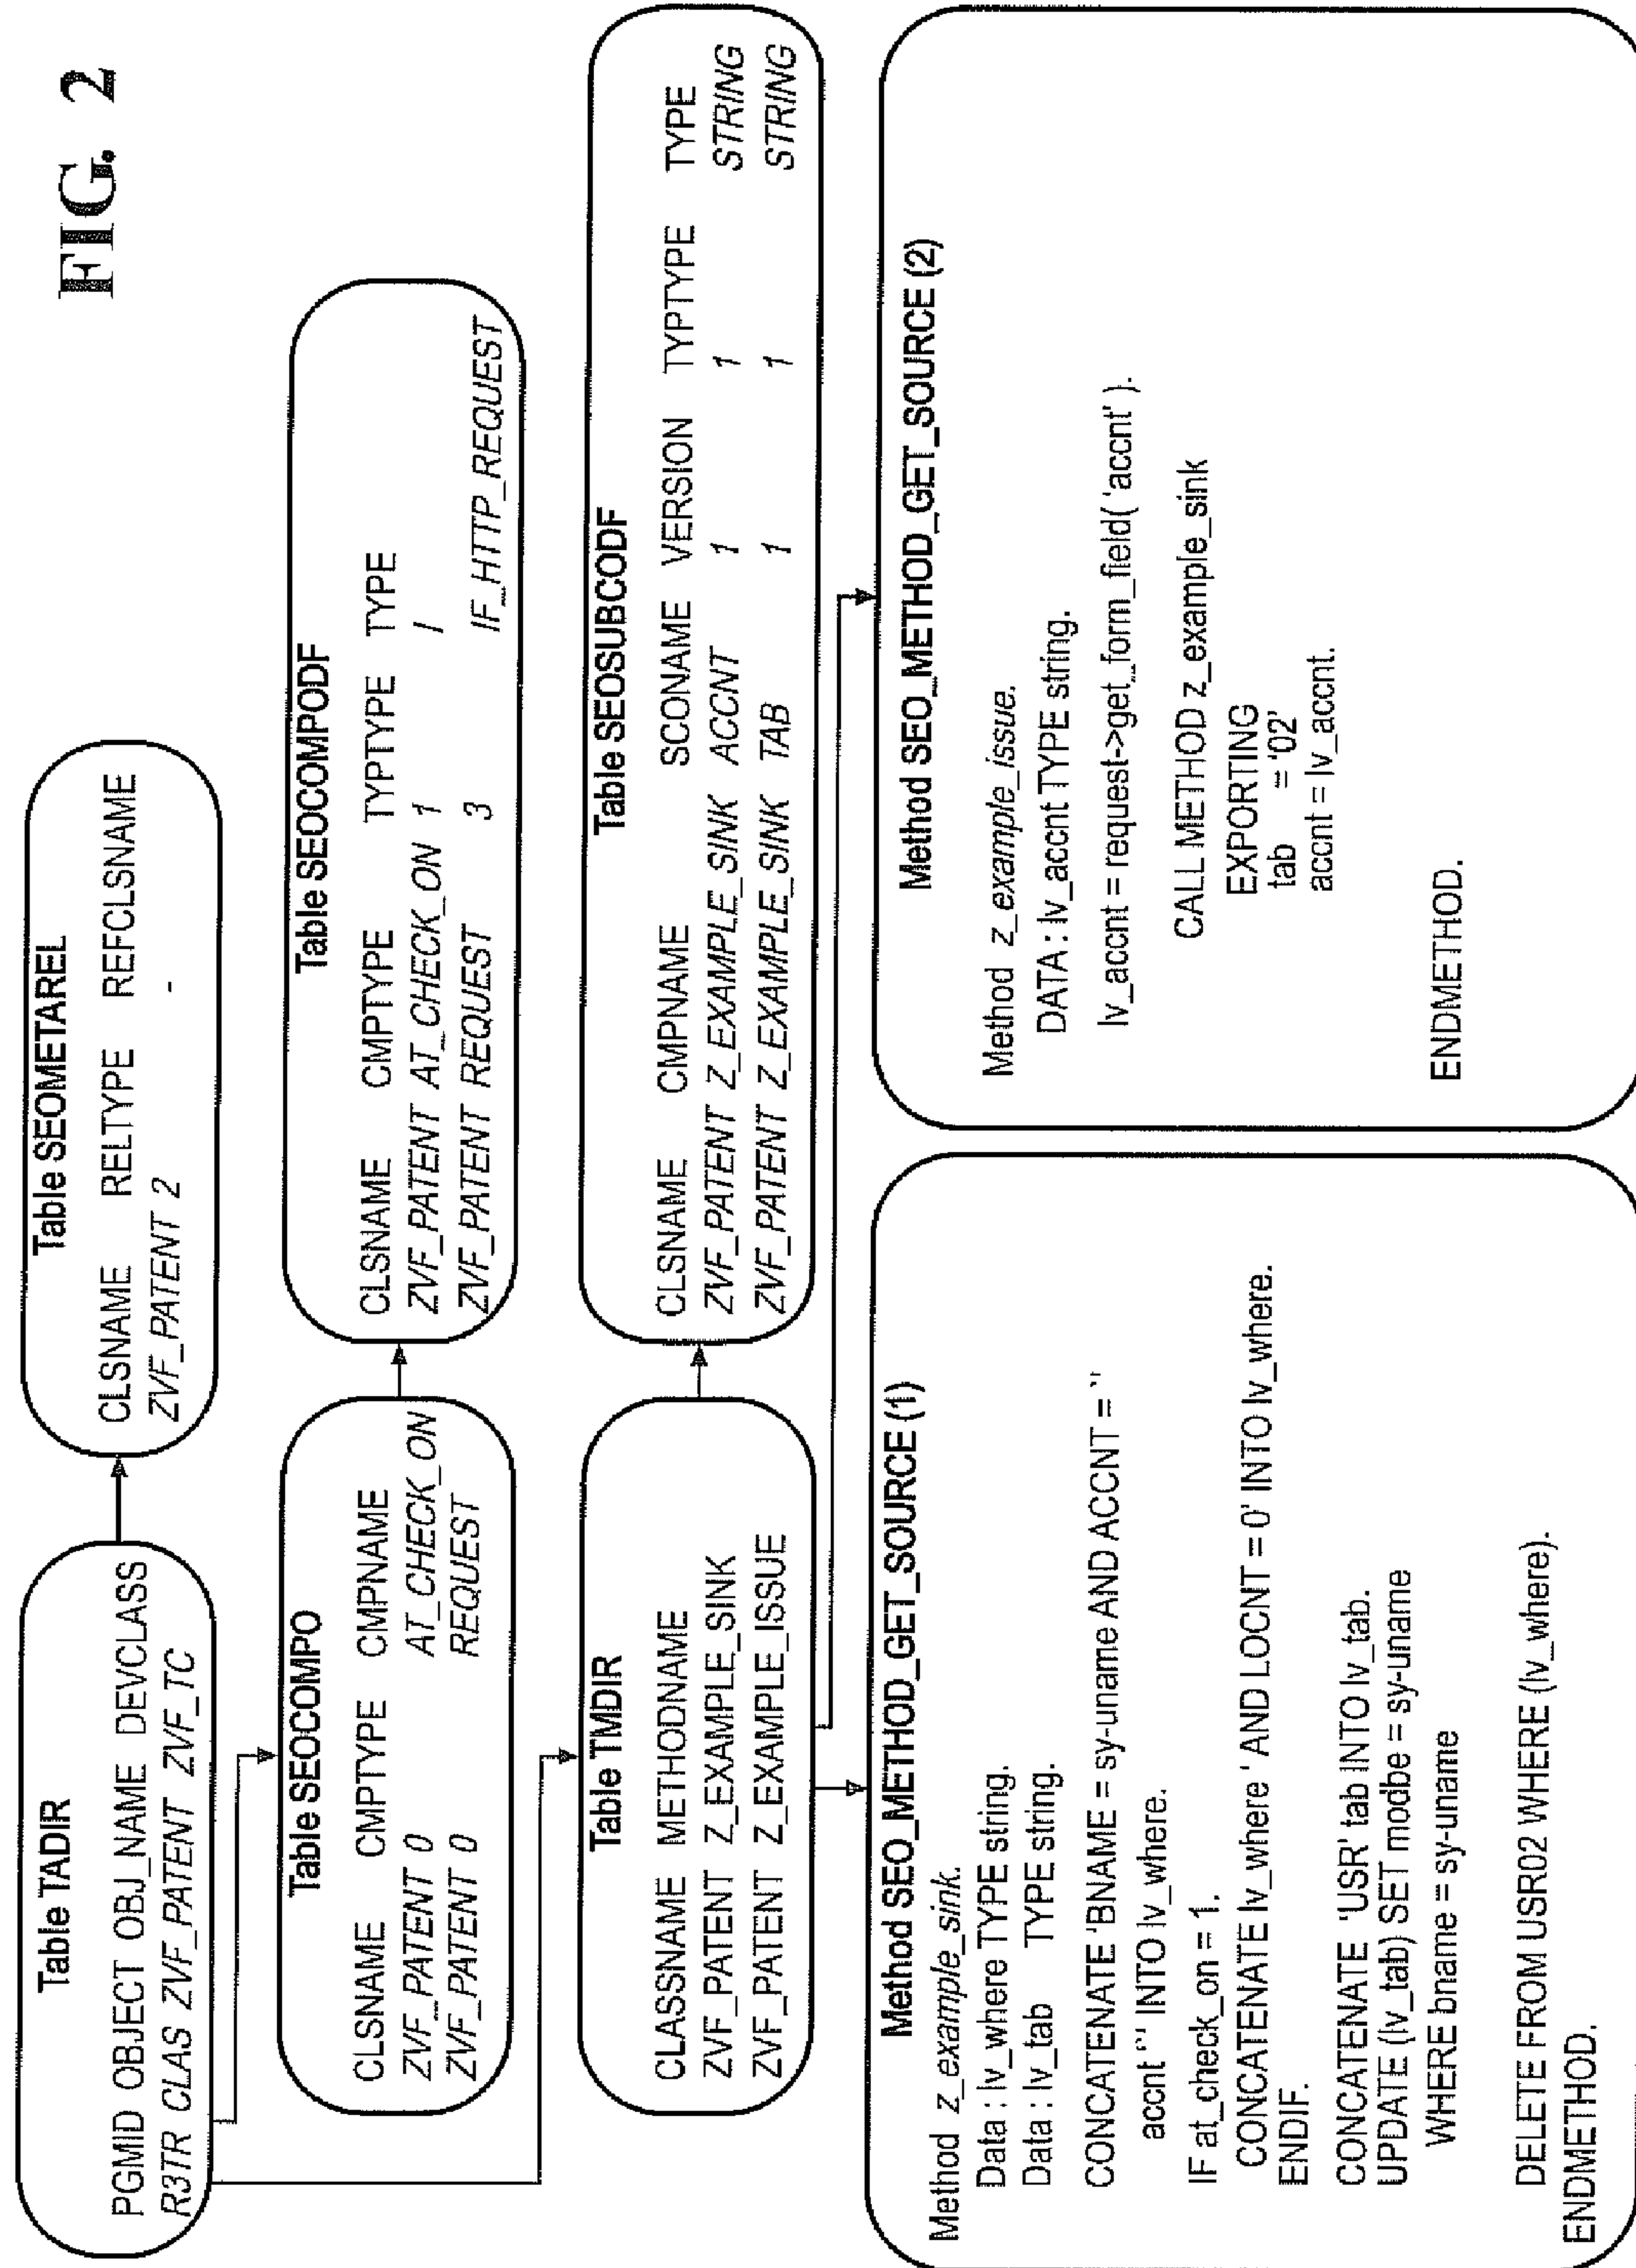 FIG. 2
Table TADIR
PGMID OBJECT OBJ_NAME DEVCLASS
R3TR CLAS ZVF_PATENT ZVF_TC
Table SEOMETAREL
CLSNAME RELTYPE REFCLSNAME
ZVF_PATENT 2 -
Table SEOCOMPO
CLSNAME CMPTYPE CMPNAME
ZVF_PATENT 0 AT_CHECK_ON
ZVF_PATENT 0 REQUEST
Table SEOCOMPODF
CLSNAME CMPTYPE TYPTYPE TYPE
ZVF_PATENT AT_CHECK_ON 1 I
ZVF_PATENT REQUEST 3 IF_HTTP_REQUEST
Table TMDIR
CLASSNAME METHODNAME
ZVF_PATENT Z_EXAMPLE_SINK
ZVF_PATENT Z_EXAMPLE_ISSUE
Table SEOSUBCODF
CLSNAME CMPNAME SCONAME VERSION TYPTYPE TYPE
ZVF_PATENT Z_EXAMPLE_SINK ACCNT 1 1 STRING
ZVF_PATENT Z_EXAMPLE_SINK TAB 1 1 STRING
Method SEO_METHOD_GET_SOURCE (1)
Method z_example_sink.
Data : lv_where TYPE string.
Data : lv_tab TYPE string.
CONCATENATE 'BNAME = sy-uname AND ACCNT = ''
accnt '''' INTO lv_where.
IF at_check_on = 1.
CONCATENATE lv_where ' AND LOCNT = 0' INTO lv_where.
ENDIF.
CONCATENATE 'USR' tab INTO lv_tab.
UPDATE (lv_tab) SET modbe = sy-uname
WHERE bname = sy-uname
DELETE FROM USR02 WHERE (lv_where).
ENDMETHOD.
Method SEO_METHOD_GET_SOURCE (2)
Method z_example_issue.
DATA : lv_accnt TYPE string.
lv_accnt = request->get_form_field( 'accnt' ).
CALL METHOD z_example_sink
EXPORTING
tab = '02'
accnt = lv_accnt.
ENDMETHOD.